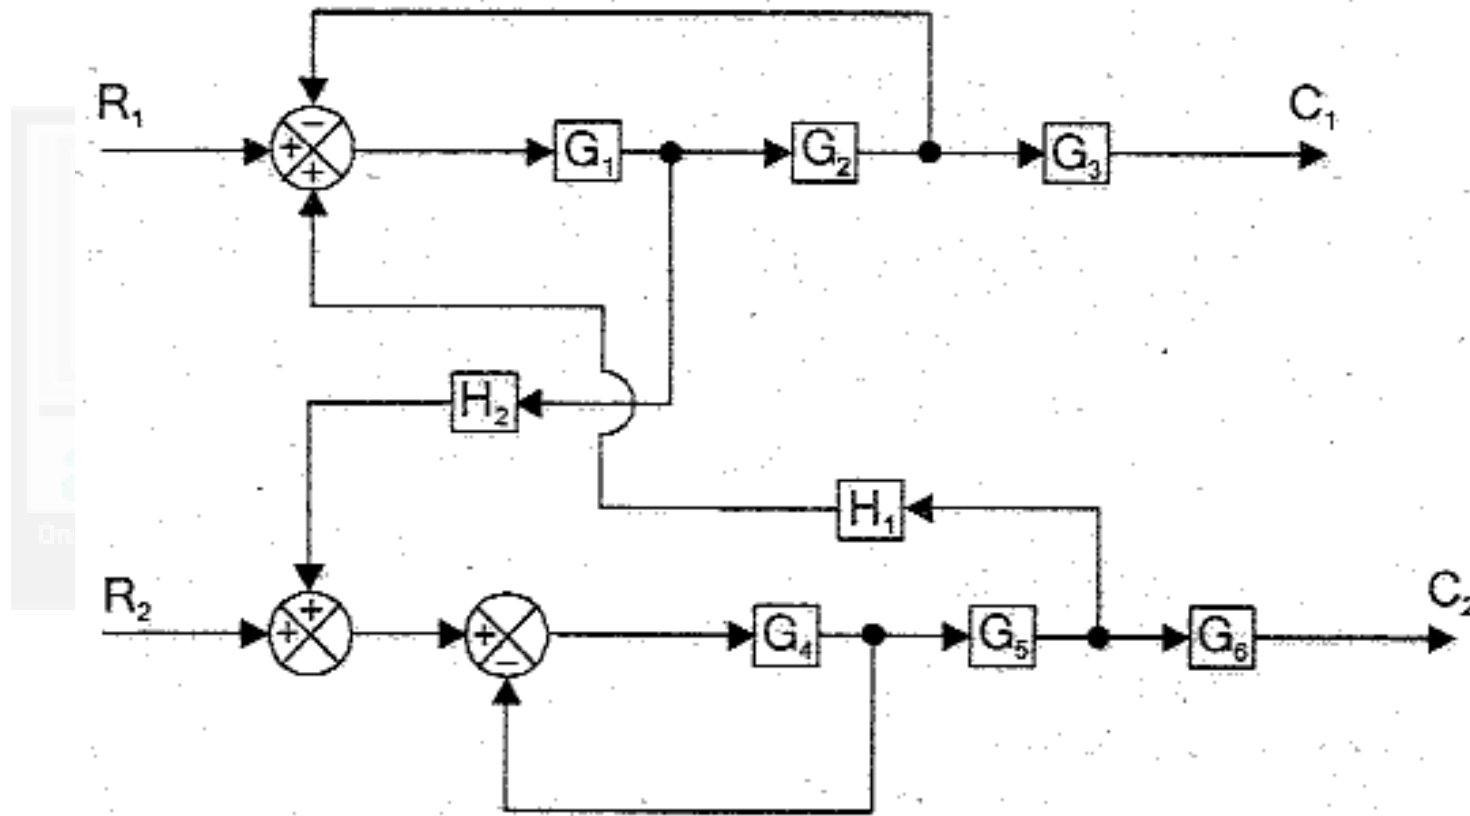 R₁
C₁
− + +
G₁ G₂ G₃
H₂
H₁
R₂
C₂
+ +
+ −
G₄ G₅ G₆